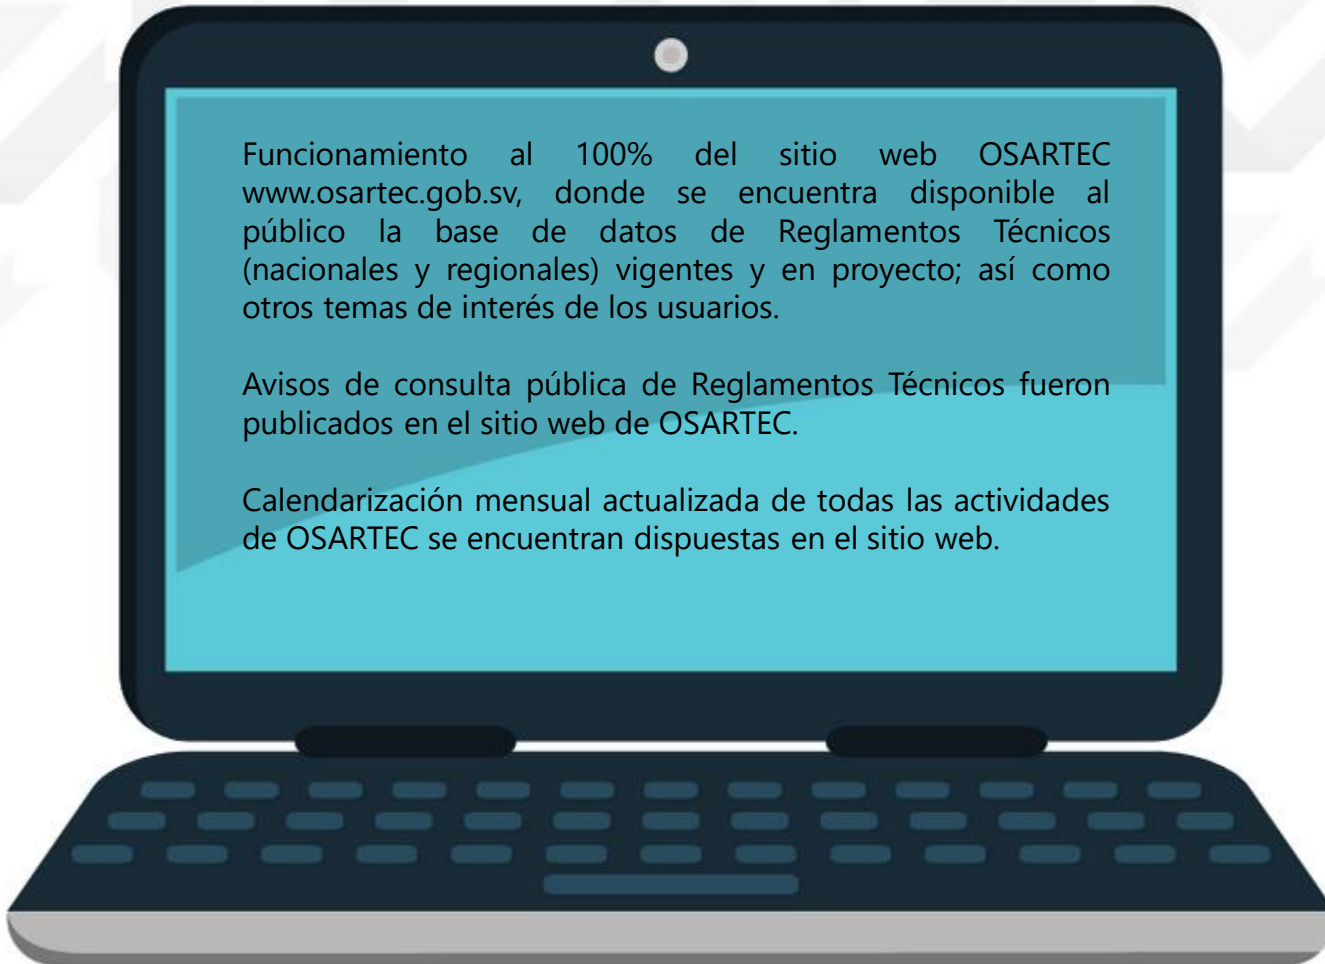 Funcionamiento al 100% del sitio web OSARTEC
www.osartec.gob.sv, donde se encuentra disponible al
público la base de datos de Reglamentos Técnicos
(nacionales y regionales) vigentes y en proyecto; así como
otros temas de interés de los usuarios.
Avisos de consulta pública de Reglamentos Técnicos fueron
publicados en el sitio web de OSARTEC.
Calendarización mensual actualizada de todas las actividades
de OSARTEC se encuentran dispuestas en el sitio web.